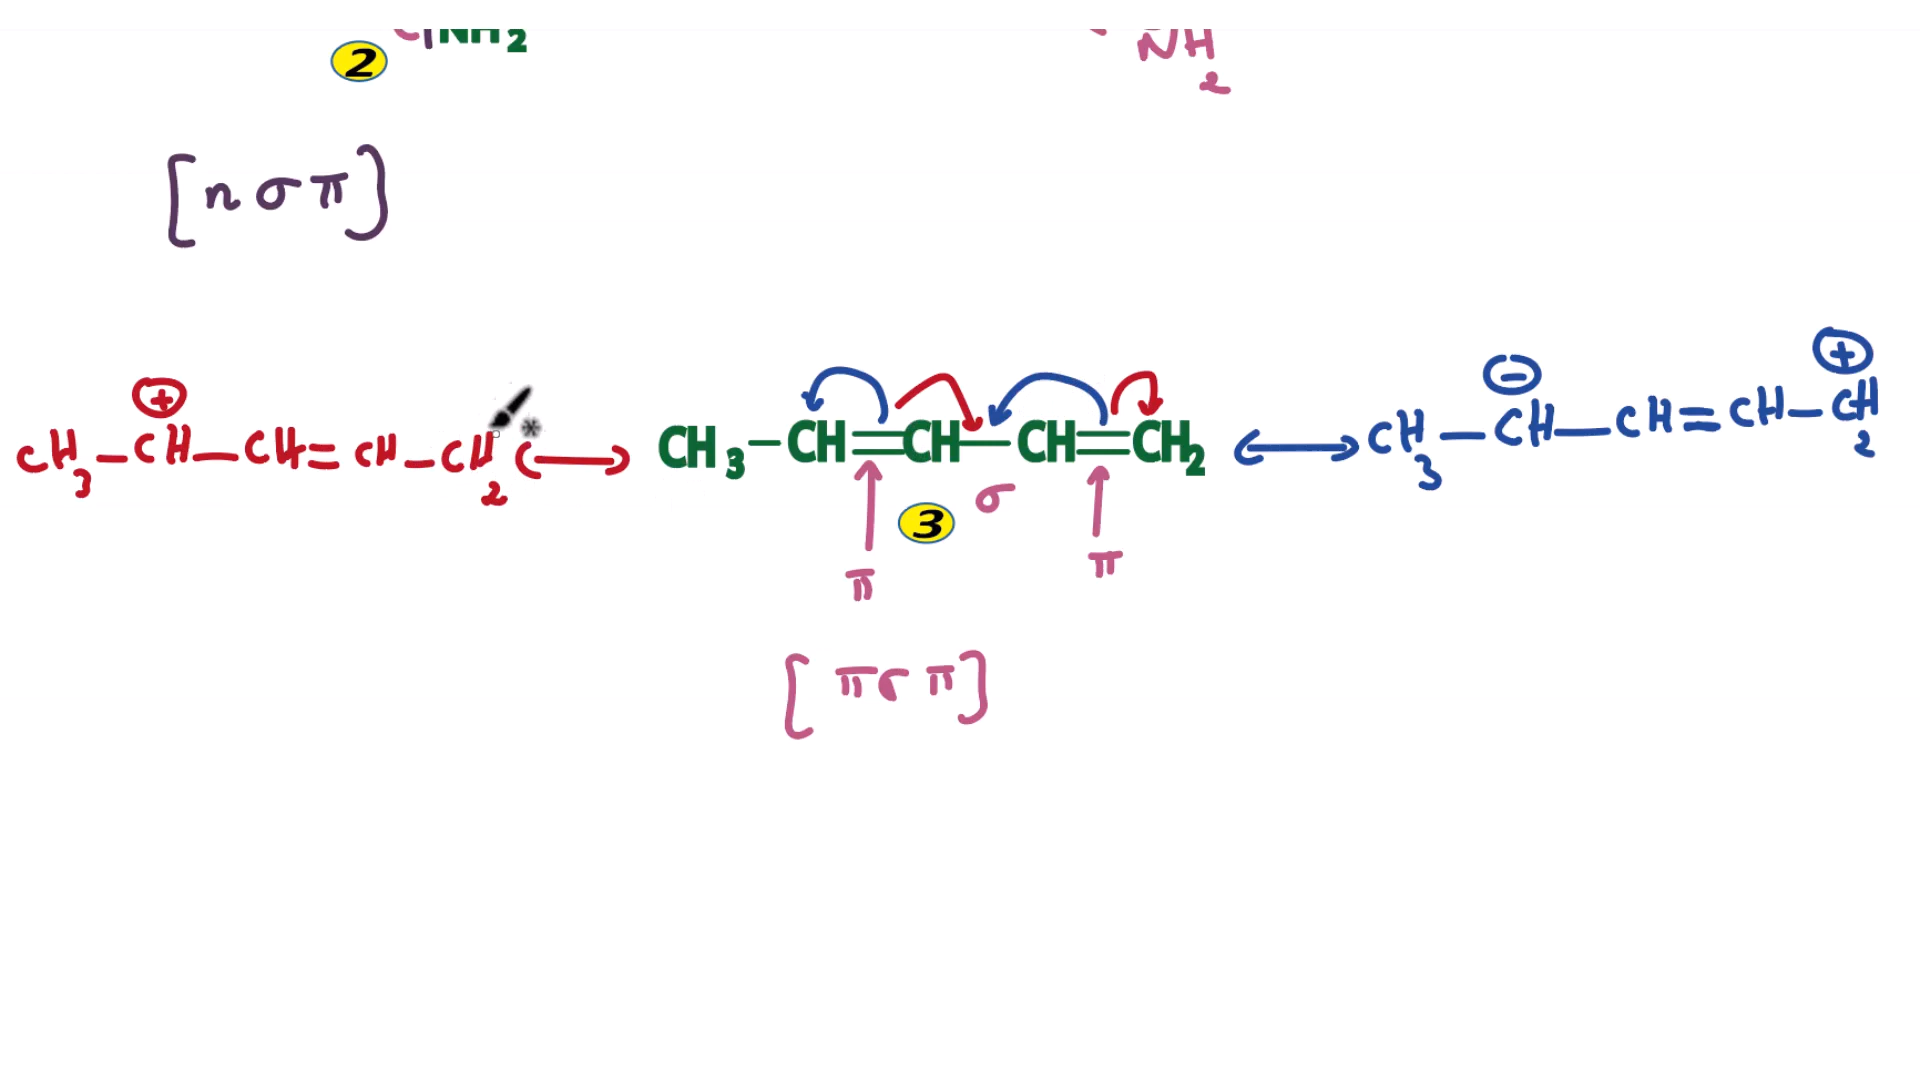 NH2
NH2
2
[n σ π]
CH3–CH⊕–CH=CH–CH2 ⟷ CH3–CH=CH–CH=CH2 ⟷ CH3–CH⊖–CH=CH–CH2⊕
σ
3
π π
[π σ π]